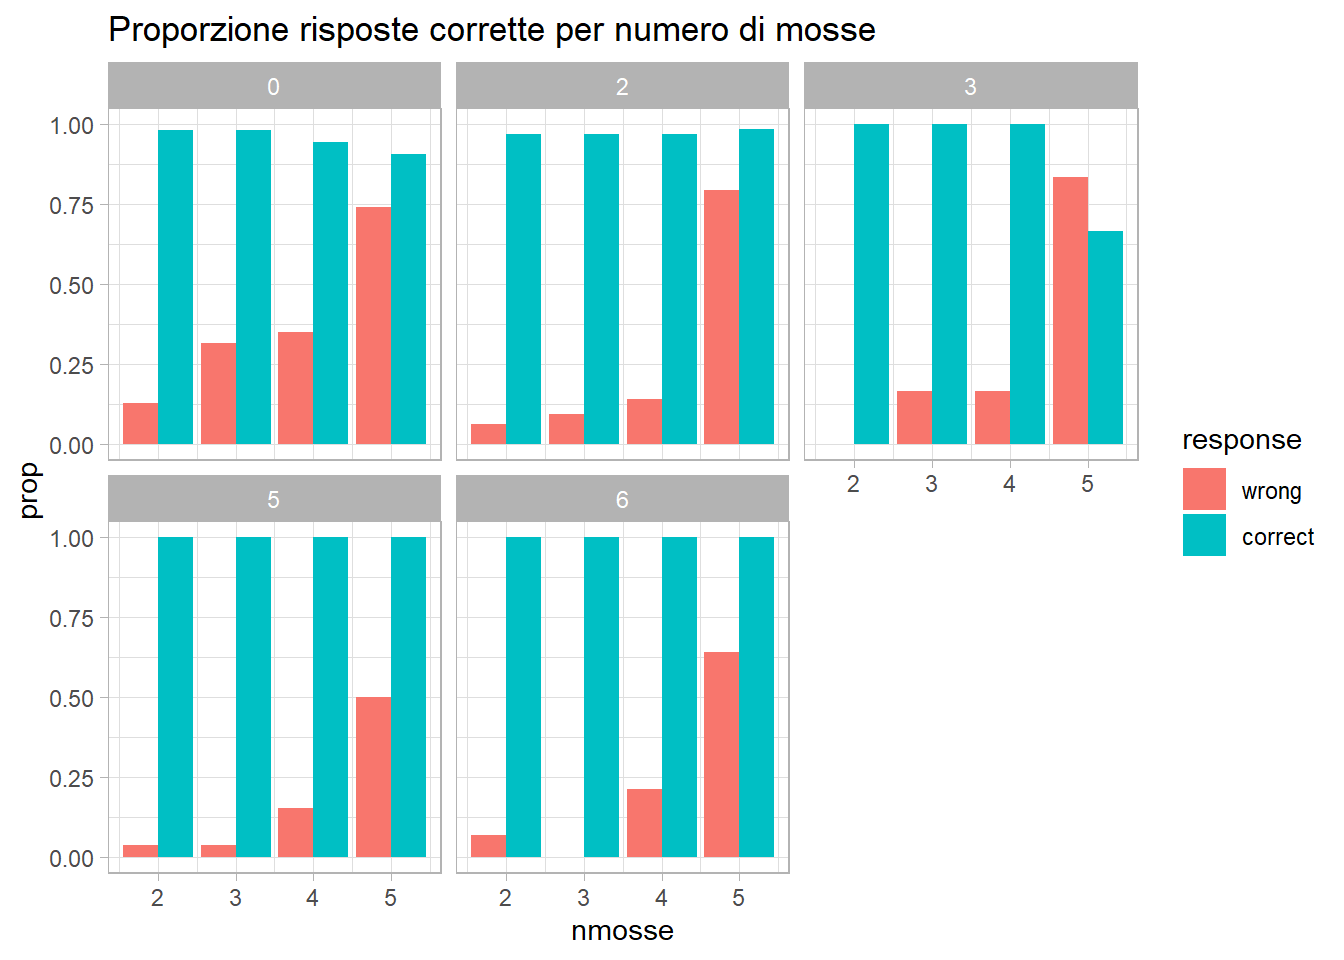 Proporzione risposte corrette per numero di mosse
0
2
3
1.00
0.75
0.50
0.25
0.00
2 3 4 5
5
6
1.00
0.75
0.50
0.25
0.00
2 3 4 5
2 3 4 5
nmosse
prop
response
wrong
correct